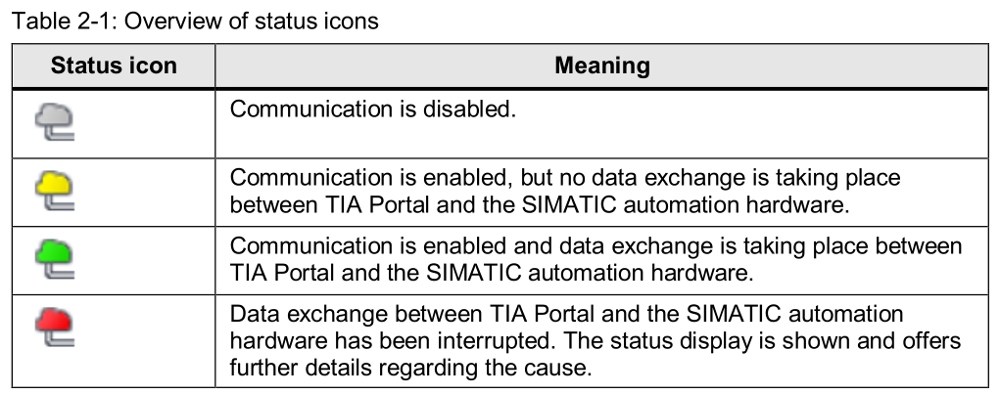 Table 2-1: Overview of status icons
Status icon
Meaning
Communication is disabled.
Communication is enabled, but no data exchange is taking place
between TIA Portal and the SIMATIC automation hardware.
Communication is enabled and data exchange is taking place between
TIA Portal and the SIMATIC automation hardware.
Data exchange between TIA Portal and the SIMATIC automation
hardware has been interrupted. The status display is shown and offers
further details regarding the cause.